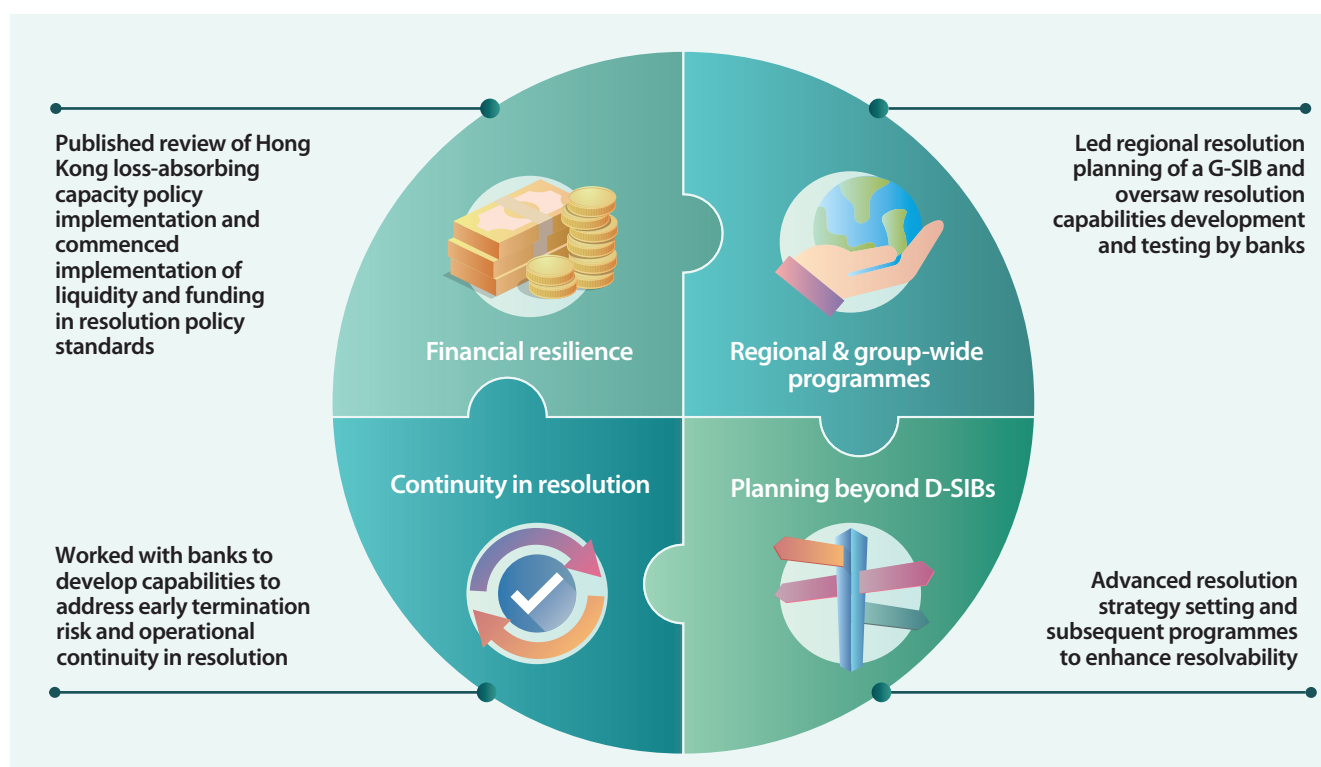 Published review of Hong
Kong loss-absorbing
capacity policy
implementation and
commenced
implementation of
liquidity and funding
in resolution policy
standards
Financial resilience
Led regional resolution
planning of a G-SIB and
oversaw resolution
capabilities development
and testing by banks
Regional & group-wide
programmes
Continuity in resolution
Worked with banks to
develop capabilities to
address early termination
risk and operational
continuity in resolution
Planning beyond D-SIBs
Advanced resolution
strategy setting and
subsequent programmes
to enhance resolvability